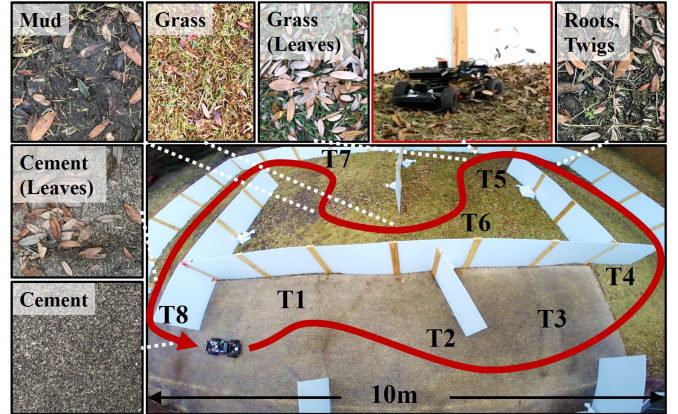 Mud
Grass
Grass
(Leaves)
Roots,
Twigs
Cement
(Leaves)
Cement
T7
T5
T6
T4
T1
T8
T2
T3
10m